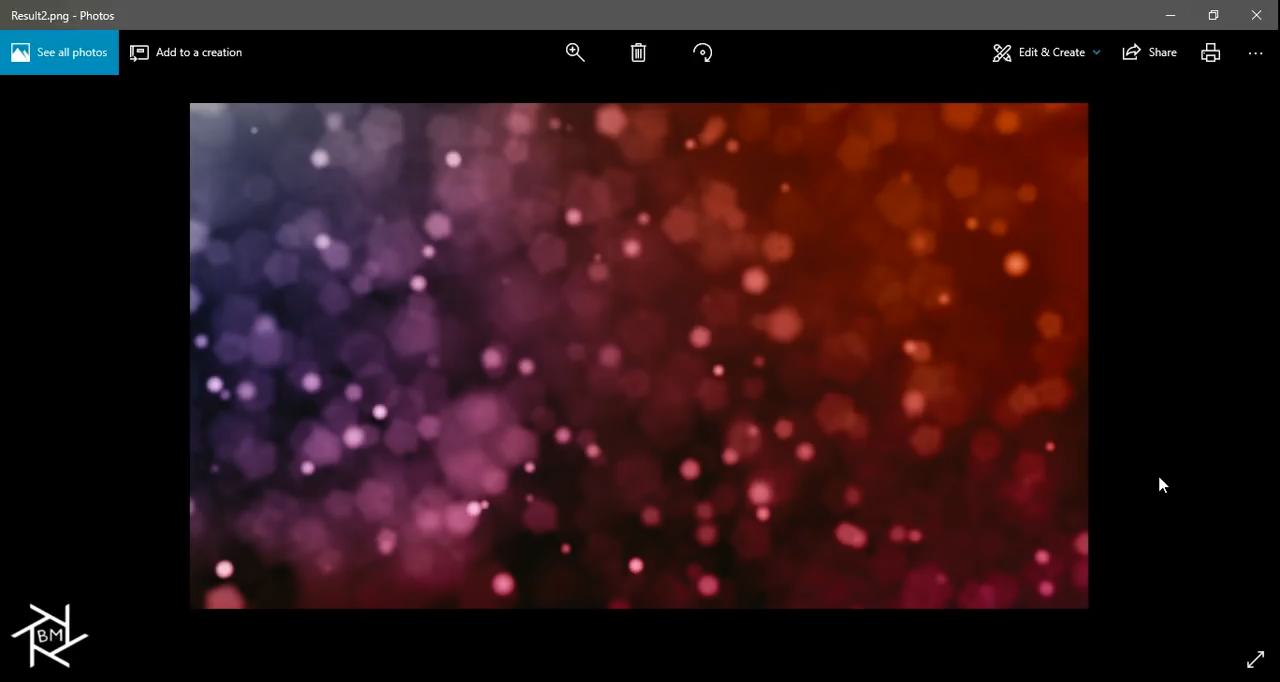 Result2.png - Photos
See all photos
Add to a creation
Edit & Create
Share
BM